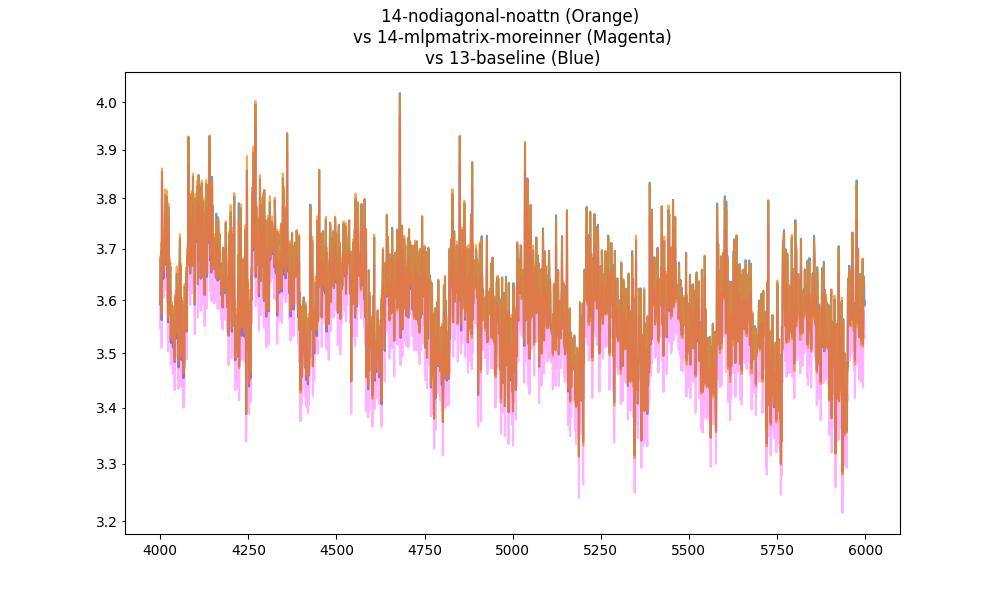 14-nodiagonal-noattn (Orange)
vs 14-mlpmatrix-moreinner (Magenta)
vs 13-baseline (Blue)
4.0
3.9
3.8
3.7
3.6
3.5
3.4
3.3
3.2
4000 4250 4500 4750 5000 5250 5500 5750 6000